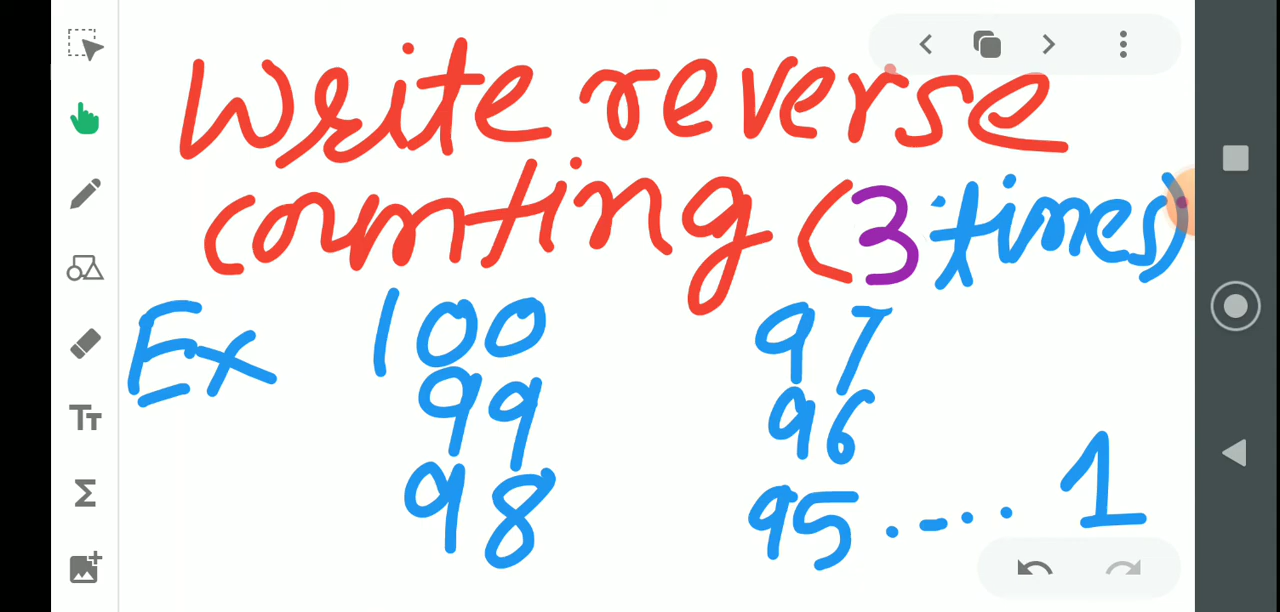 Write reverse
counting (3 times)
Ex 100 97
99 96
98 95 ..... 1